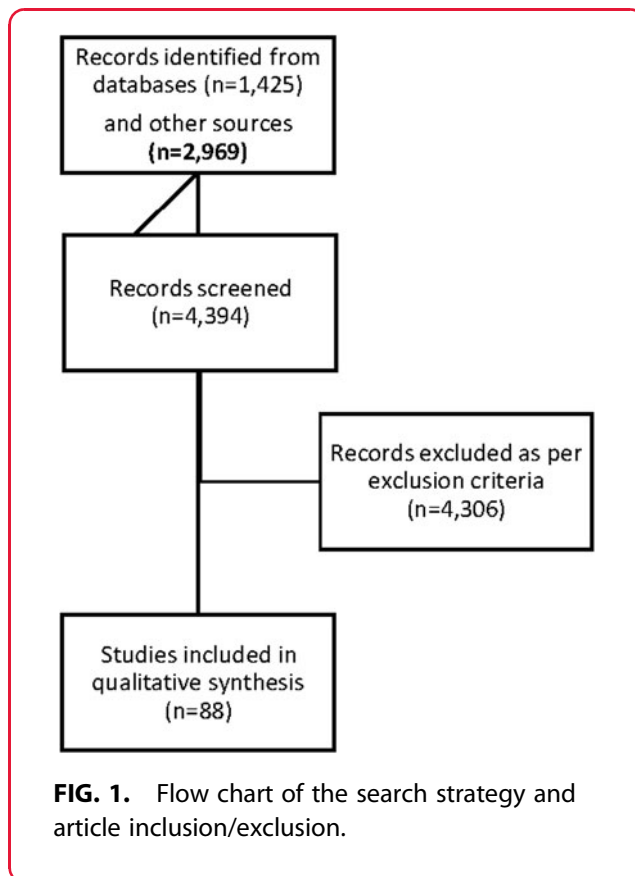 Records identified from
databases (n=1,425)
and other sources
(n=2,969)
Records screened
(n=4,394)
Records excluded as per
exclusion criteria
(n=4,306)
Studies included in
qualitative synthesis
(n=88)
FIG. 1. Flow chart of the search strategy and
article inclusion/exclusion.